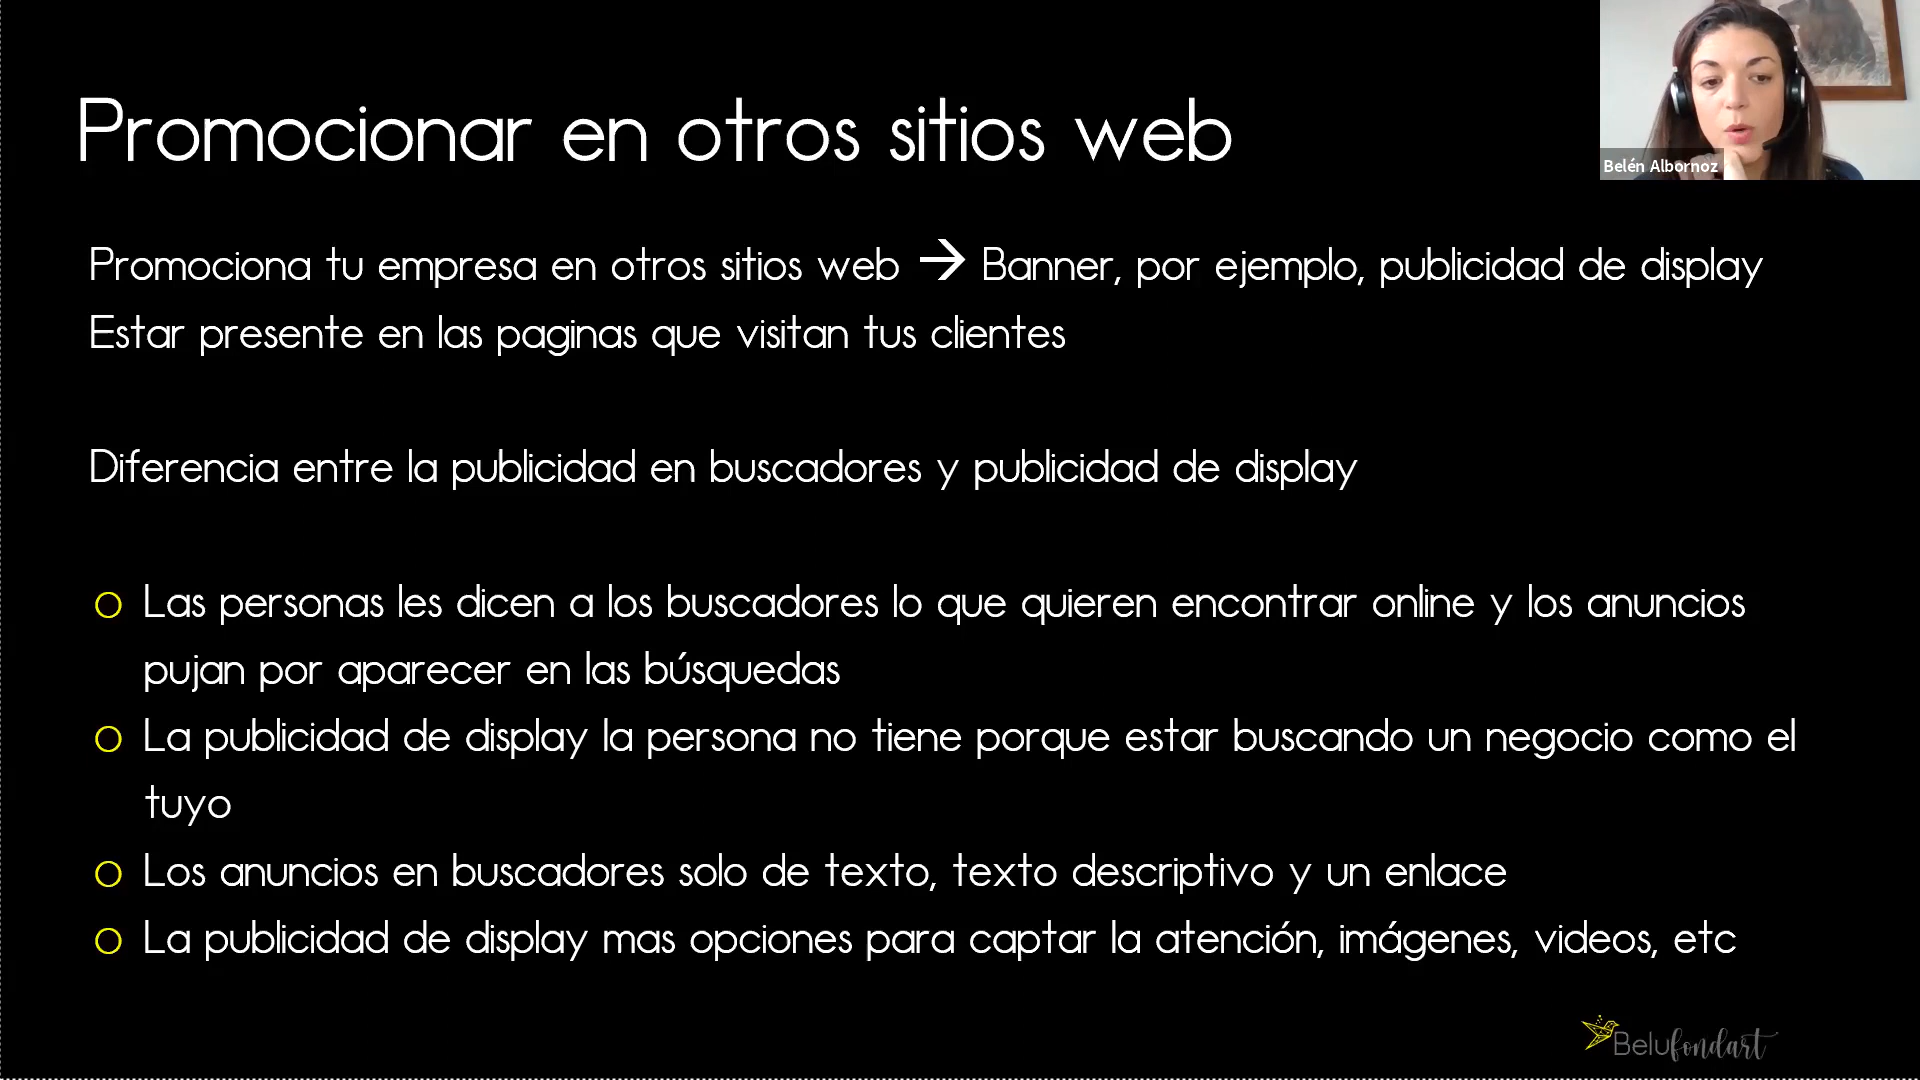 Promocionar en otros sitios web
Belén Albornoz
Promociona tu empresa en otros sitios web → Banner, por ejemplo, publicidad de display
Estar presente en las paginas que visitan tus clientes
Diferencia entre la publicidad en buscadores y publicidad de display
Las personas les dicen a los buscadores lo que quieren encontrar online y los anuncios
pujan por aparecer en las búsquedas
La publicidad de display la persona no tiene porque estar buscando un negocio como el
tuyo
Los anuncios en buscadores solo de texto, texto descriptivo y un enlace
La publicidad de display mas opciones para captar la atención, imágenes, videos, etc
Belufondart